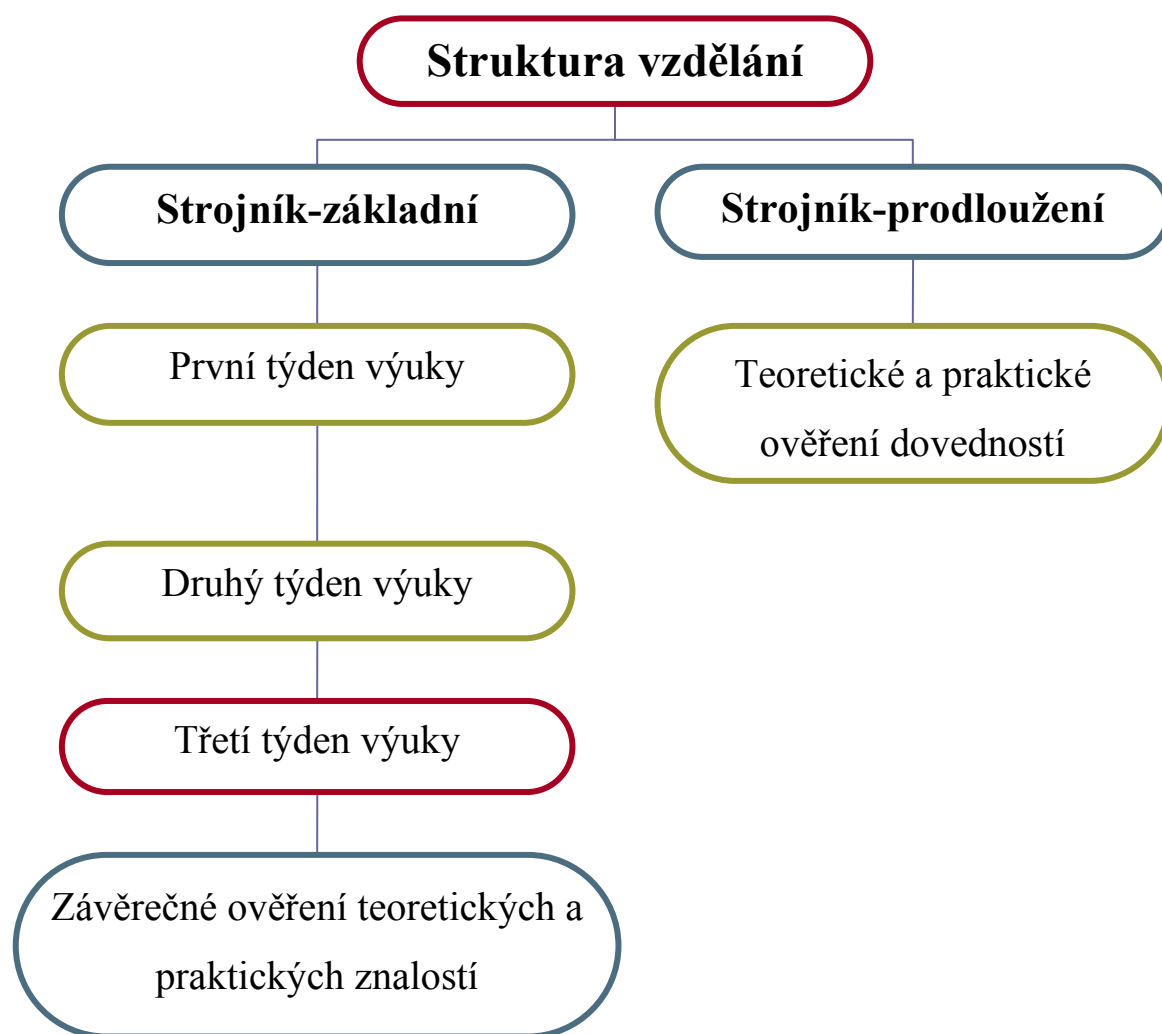 Struktura vzdělání
Strojník-základní
Strojník-prodloužení
První týden výuky
Teoretické a praktické
ověření dovedností
Druhý týden výuky
Třetí týden výuky
Závěrečné ověření teoretických a
praktických znalostí